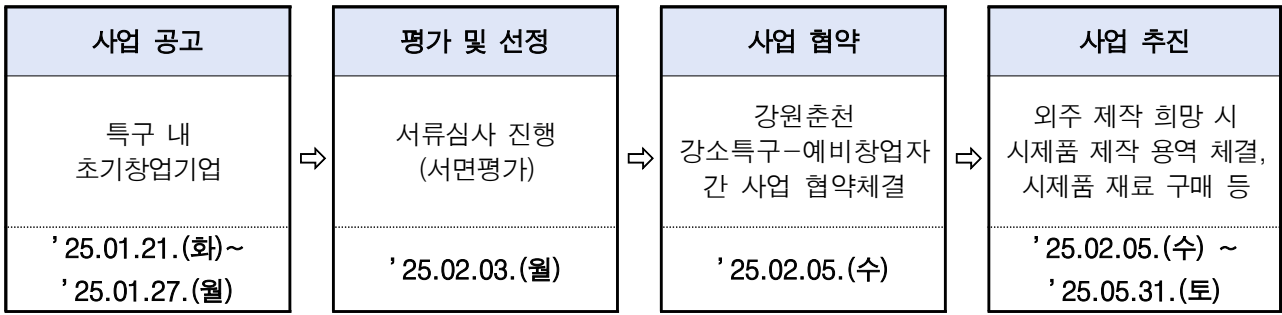 사업 공고
특구 내
초기창업기업
’25.01.21.(화)~
’25.01.27.(월)
⇨
평가 및 선정
서류심사 진행
(서면평가)
’25.02.03.(월)
⇨
사업 협약
강원춘천
강소특구-예비창업자
간 사업 협약체결
’25.02.05.(수)
⇨
사업 추진
외주 제작 희망 시
시제품 제작 용역 체결,
시제품 재료 구매 등
’25.02.05.(수) ~
’25.05.31.(토)